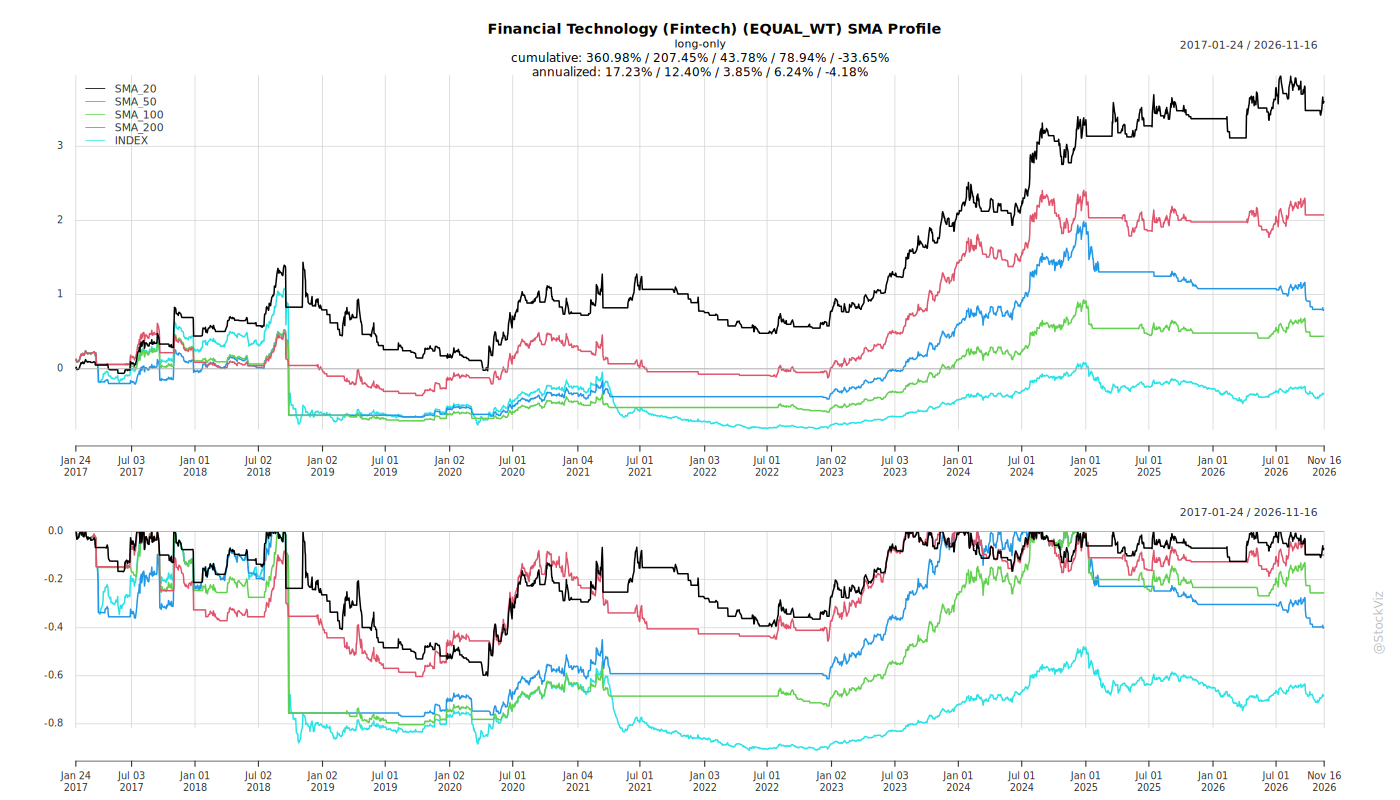 Financial Technology (Fintech) (EQUAL_WT) SMA Profile
long-only
cumulative: 360.98% / 207.45% / 43.78% / 78.94% / -33.65%
annualized: 17.23% / 12.40% / 3.85% / 6.24% / -4.18%
2017-01-24 / 2026-11-16
SMA_20
SMA_50
SMA_100
SMA_200
INDEX
3
2
1
0
Jan 24 Jul 03 Jan 01 Jul 02 Jan 02 Jul 01 Jan 02 Jul 01 Jan 04 Jul 01 Jan 03 Jul 01 Jan 02 Jul 03 Jan 01 Jul 01 Jan 01 Jul 01 Jan 01 Jul 01 Nov 16
2017 2017 2018 2018 2019 2019 2020 2020 2021 2021 2022 2022 2023 2023 2024 2024 2025 2025 2026 2026 2026
2017-01-24 / 2026-11-16
0.0
-0.2
-0.4
-0.6
-0.8
Jan 24 Jul 03 Jan 01 Jul 02 Jan 02 Jul 01 Jan 02 Jul 01 Jan 04 Jul 01 Jan 03 Jul 01 Jan 02 Jul 03 Jan 01 Jul 01 Jan 01 Jul 01 Jan 01 Jul 01 Nov 16
2017 2017 2018 2018 2019 2019 2020 2020 2021 2021 2022 2022 2023 2023 2024 2024 2025 2025 2026 2026 2026
@StockViz